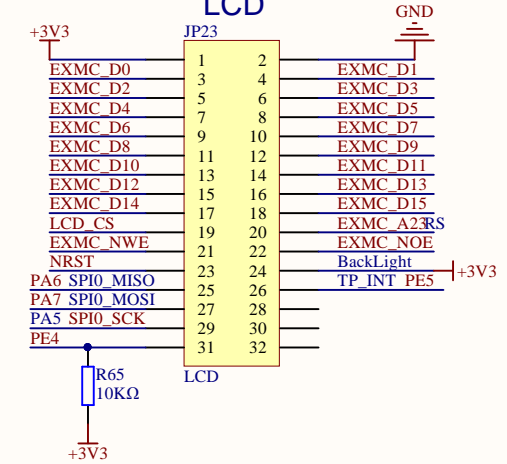 LCD
GND
+3V3 JP23
1 2
EXMC_D0 EXMC_D1
3 4
EXMC_D2 EXMC_D3
5 6
EXMC_D4 EXMC_D5
7 8
EXMC_D6 EXMC_D7
9 10
EXMC_D8 EXMC_D9
11 12
EXMC_D10 EXMC_D11
13 14
EXMC_D12 EXMC_D13
15 16
EXMC_D14 EXMC_D15
17 18
LCD_CS EXMC_A23RS
19 20
EXMC_NWE EXMC_NOE
21 22
NRST BackLight
23 24 +3V3
PA6 SPI0_MISO TP_INT PE5
25 26
PA7 SPI0_MOSI
27 28
PA5 SPI0_SCK
29 30
PE4
31 32
R65 LCD
10KΩ
+3V3